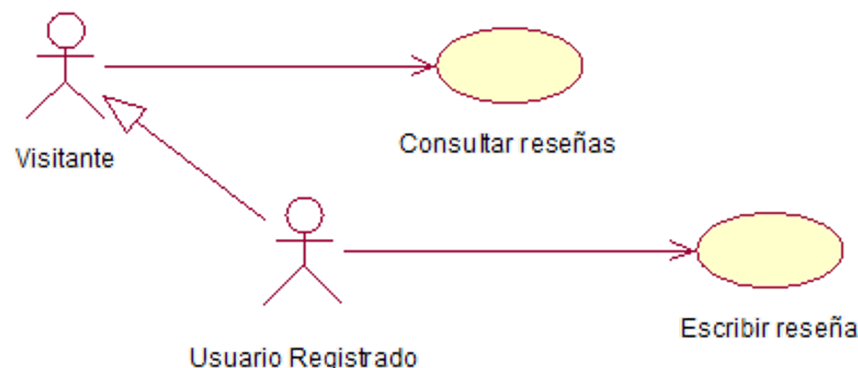 Consultar reseñas
Visitante
Escribir reseña
Usuario Registrado